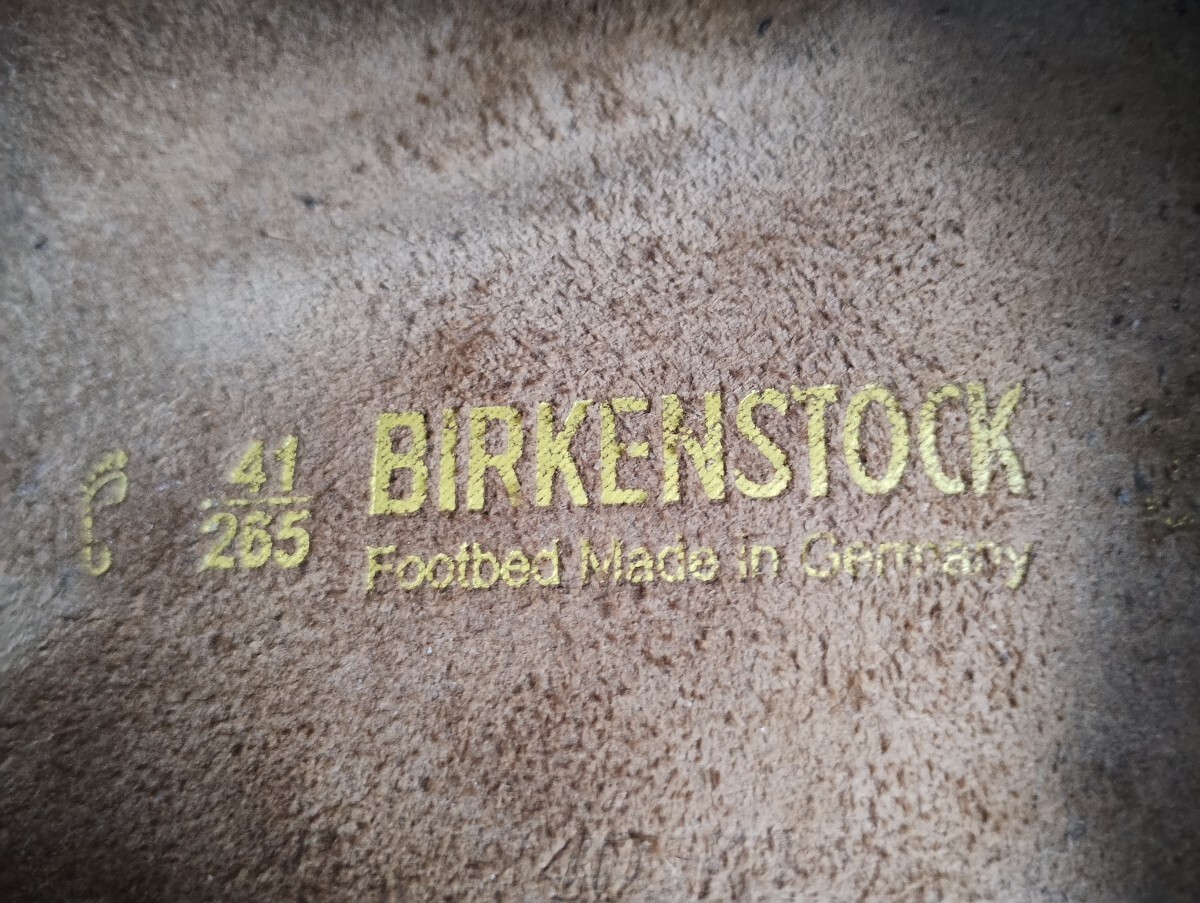 41
265
BIRKENSTOCK
Footbed Made in Germany